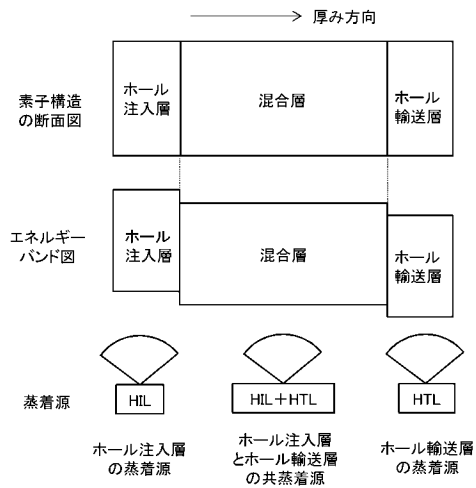 厚み方向
素子構造
の断面図
ホール
注入層
混合層
ホール
輸送層
エネルギー
バンド図
ホール
注入層
混合層
ホール
輸送層
蒸着源
HIL
HIL+HTL
HTL
ホール注入層
の蒸着源
ホール注入層
とホール輸送層
の共蒸着源
ホール輸送層
の蒸着源